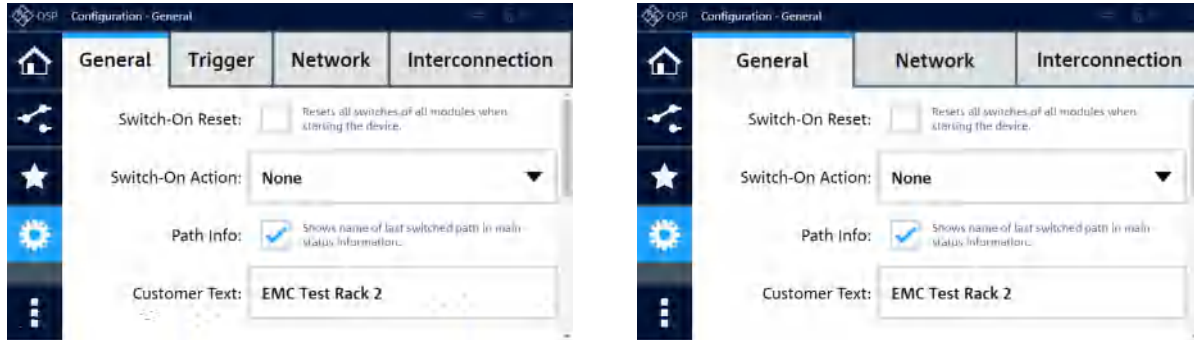 OSP Configuration - General
General Trigger Network Interconnection
Switch-On Reset: Resets all switches of all modules when
starting the device.
Switch-On Action: None
Path Info: Shows name of last switched path in main
status information.
Customer Text: EMC Test Rack 2
OSP Configuration - General
General Network Interconnection
Switch-On Reset: Resets all switches of all modules when
starting the device.
Switch-On Action: None
Path Info: Shows name of last switched path in main
status information.
Customer Text: EMC Test Rack 2